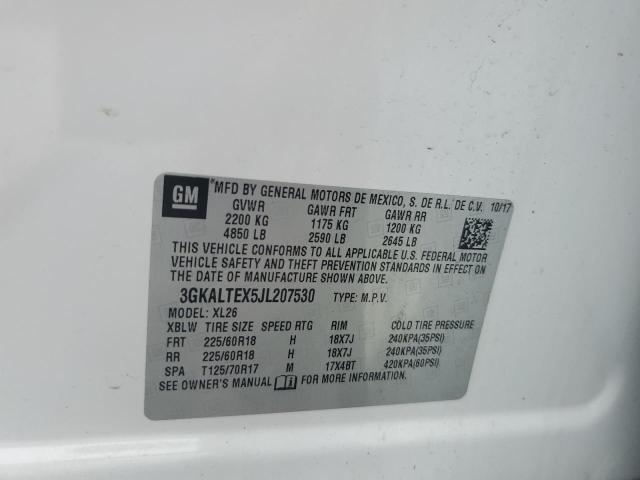 GM
*MFD BY GENERAL MOTORS DE MEXICO, S. DE R.L. DE C.V. 10/17
GVWR GAWR FRT GAWR RR
2200 KG 1175 KG 1200 KG
4850 LB 2590 LB 2645 LB
THIS VEHICLE CONFORMS TO ALL APPLICABLE U.S. FEDERAL MOTOR
VEHICLE SAFETY AND THEFT PREVENTION STANDARDS IN EFFECT ON
THE DATE OF MANUFACTURE SHOWN ABOVE.
3GKALTEX5JL207530 TYPE: M.P.V.
MODEL: XL26
XBLW TIRE SIZE SPEED RTG RIM COLD TIRE PRESSURE
FRT 225/60R18 H 18X7J 240KPA(35PSI)
RR 225/60R18 H 18X7J 240KPA(35PSI)
SPA T125/70R17 M 17X4BT 420KPA(60PSI)
SEE OWNER'S MANUAL FOR MORE INFORMATION.